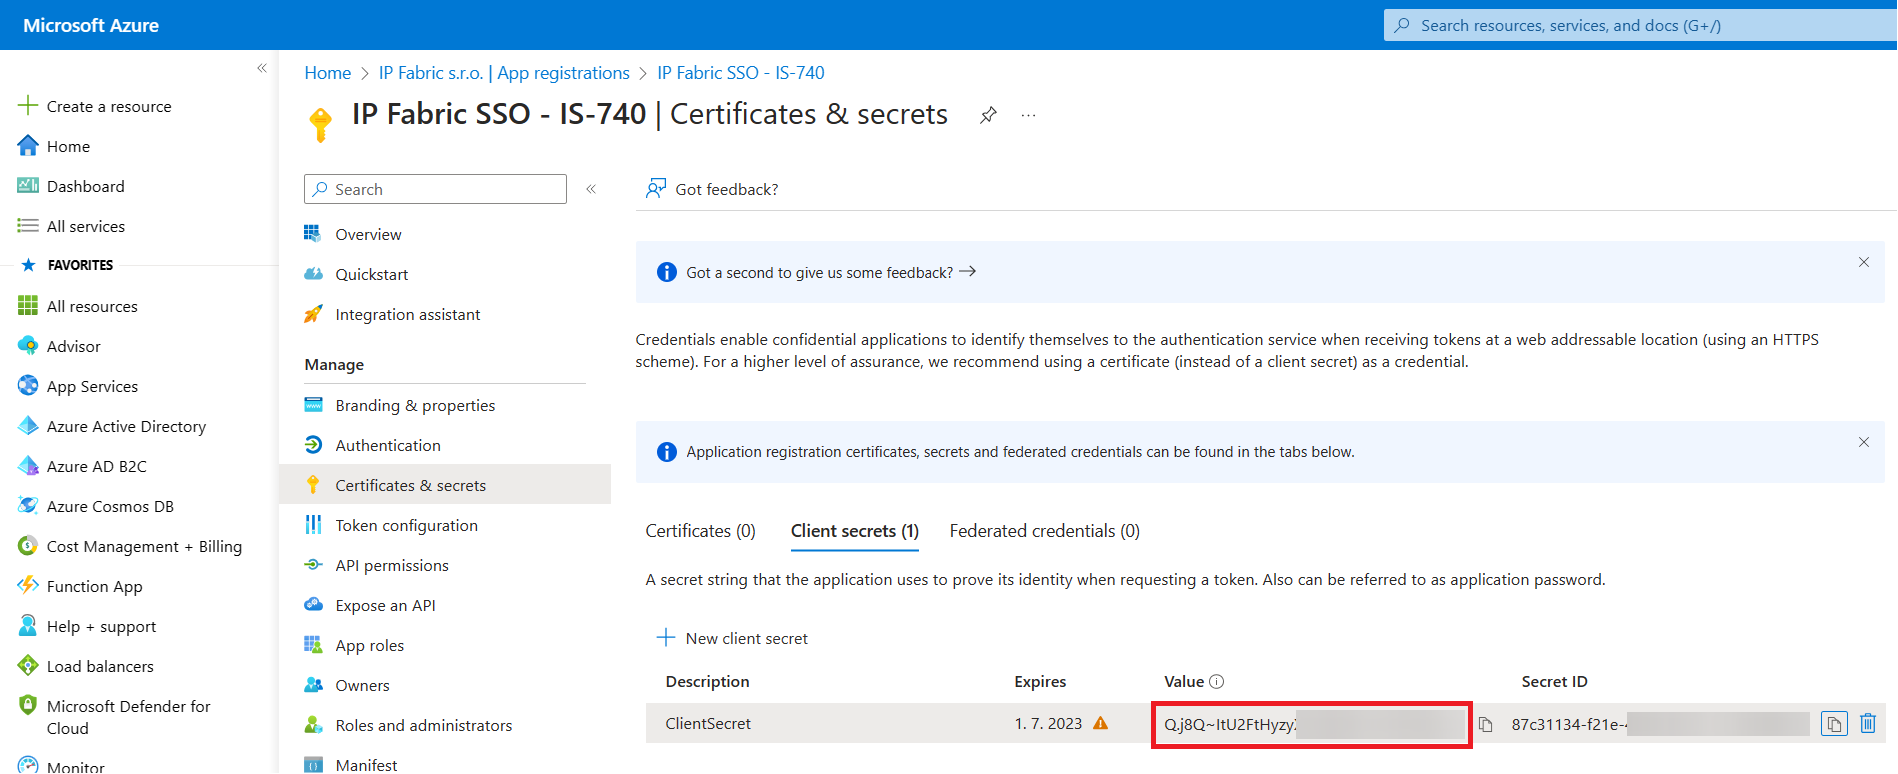 Microsoft Azure
Search resources, services, and docs (G+/)
Create a resource
Home
Dashboard
All services
FAVORITES
All resources
Advisor
App Services
Azure Active Directory
Azure AD B2C
Azure Cosmos DB
Cost Management + Billing
Function App
Help + support
Load balancers
Microsoft Defender for
Cloud
Monitor
Home > IP Fabric s.r.o. | App registrations > IP Fabric SSO - IS-740
IP Fabric SSO - IS-740 | Certificates & secrets
Search
Overview
Quickstart
Integration assistant
Manage
Branding & properties
Authentication
Certificates & secrets
Token configuration
API permissions
Expose an API
App roles
Owners
Roles and administrators
Manifest
Got feedback?
Got a second to give us some feedback?
Credentials enable confidential applications to identify themselves to the authentication service when receiving tokens at a web addressable location (using an HTTPS
scheme). For a higher level of assurance, we recommend using a certificate (instead of a client secret) as a credential.
Application registration certificates, secrets and federated credentials can be found in the tabs below.
Certificates (0) Client secrets (1) Federated credentials (0)
A secret string that the application uses to prove its identity when requesting a token. Also can be referred to as application password.
New client secret
Description Expires Value Secret ID
ClientSecret 1. 7. 2023 Q.j8Q~ItU2FtHyzy 87c31134-f21e-